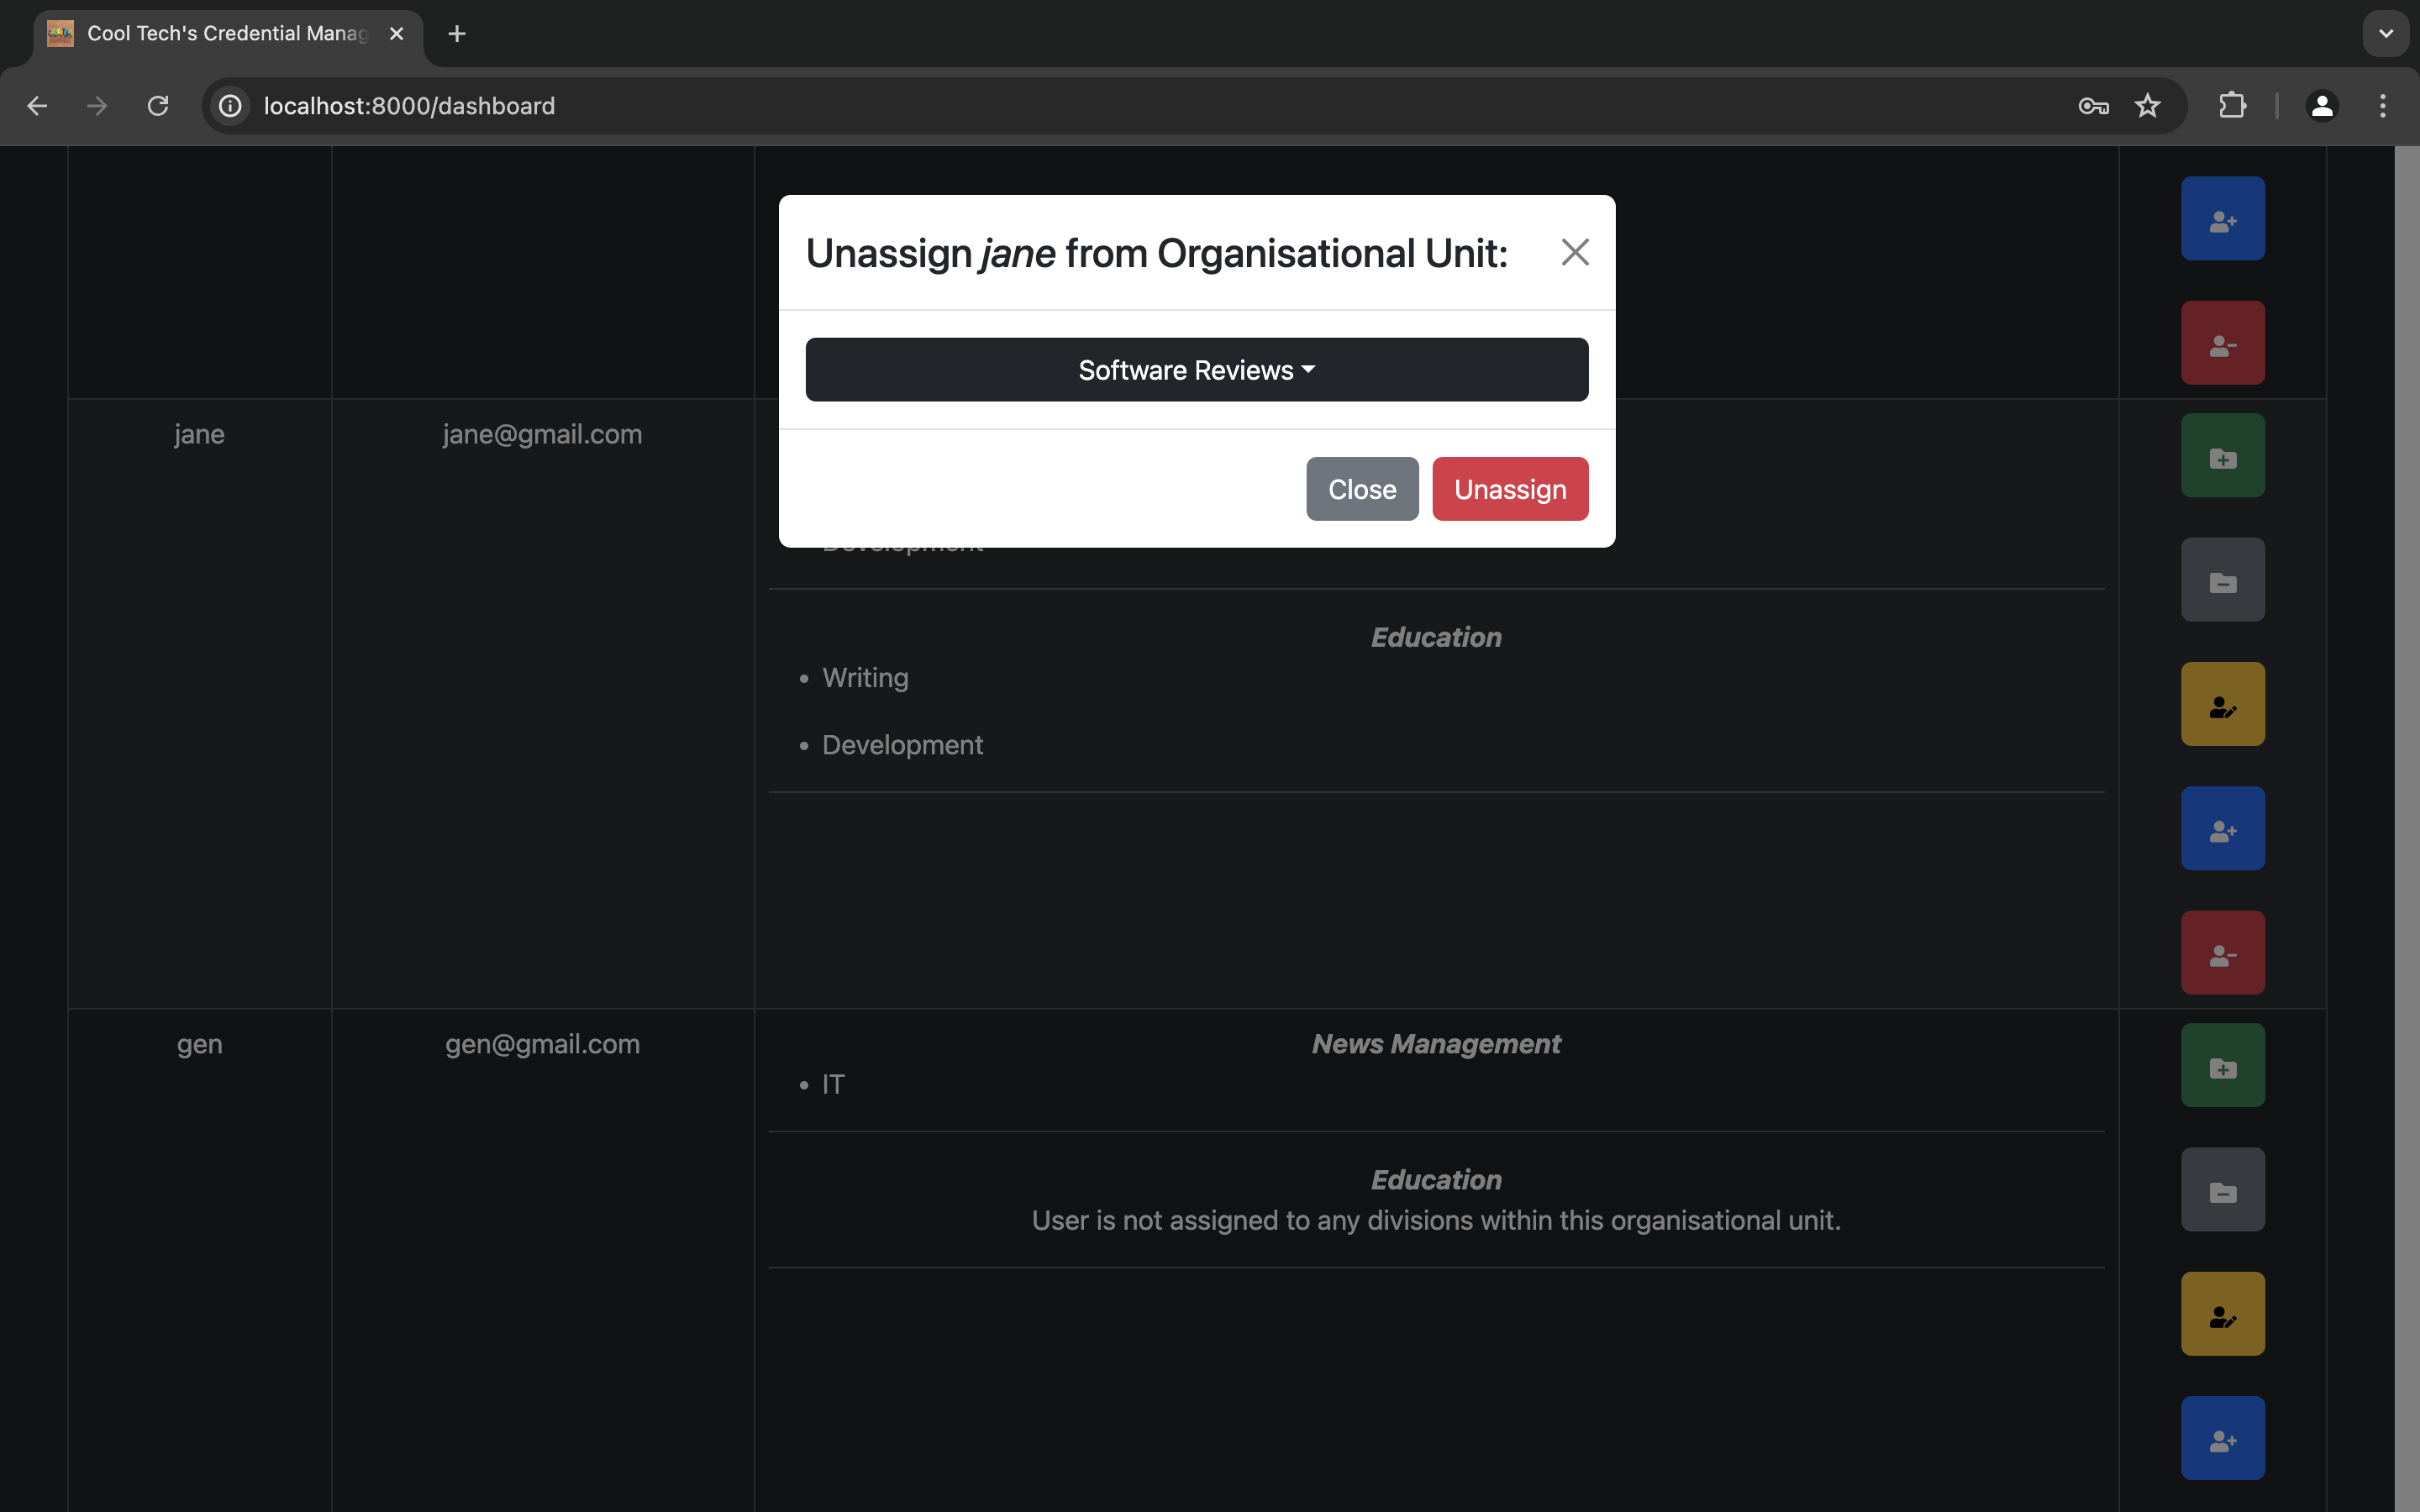 Cool Tech's Credential Manag
localhost:8000/dashboard
Unassign jane from Organisational Unit:
Software Reviews
Close
Unassign
jane
jane@gmail.com
Development
Education
Writing
Development
gen
gen@gmail.com
News Management
IT
Education
User is not assigned to any divisions within this organisational unit.